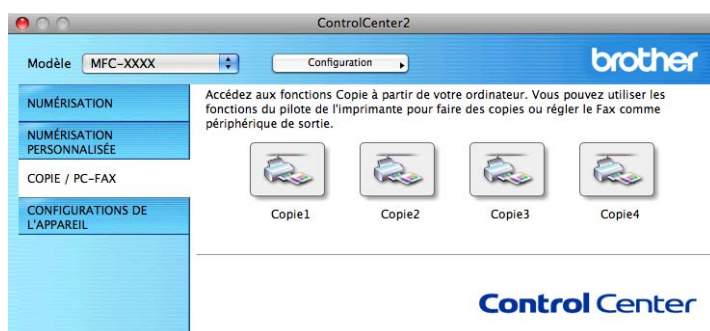 ControlCenter2
Modèle MFC-XXXX Configuration brother
NUMÉRISATION
NUMÉRISATION
PERSONNALISÉE
COPIE / PC-FAX
CONFIGURATIONS DE
L'APPAREIL
Accédez aux fonctions Copie à partir de votre ordinateur. Vous pouvez utiliser les
fonctions du pilote de l'imprimante pour faire des copies ou régler le Fax comme
périphérique de sortie.
Copie1 Copie2 Copie3 Copie4
Control Center